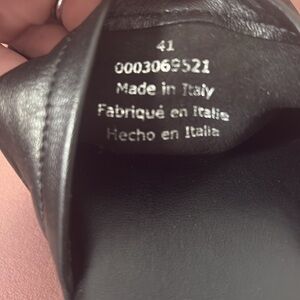 41
0003069521
Made in Italy
Fabriqué en Italie
Hecho en Italia